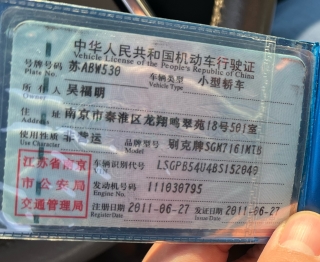 中华人民共和国机动车行驶证
Vehicle License of the People's Republic of China
号牌号码 苏ABW530 车辆类型 小型轿车
Plate No. Vehicle Type
所有人 吴福明
Owner
住址 南京市秦淮区龙翔鸣翠苑18号501室
Address
使用性质 非营运 品牌型号 别克牌SGM7161MTB
Use Character Model
江苏省南京市公安局交通管理局
车辆识别代号 LSGPB54U4BS152040
VIN
发动机号码 111030795
Engine No.
注册日期 2011-06-27 发证日期 2011-06-27
Register Date Issue Date